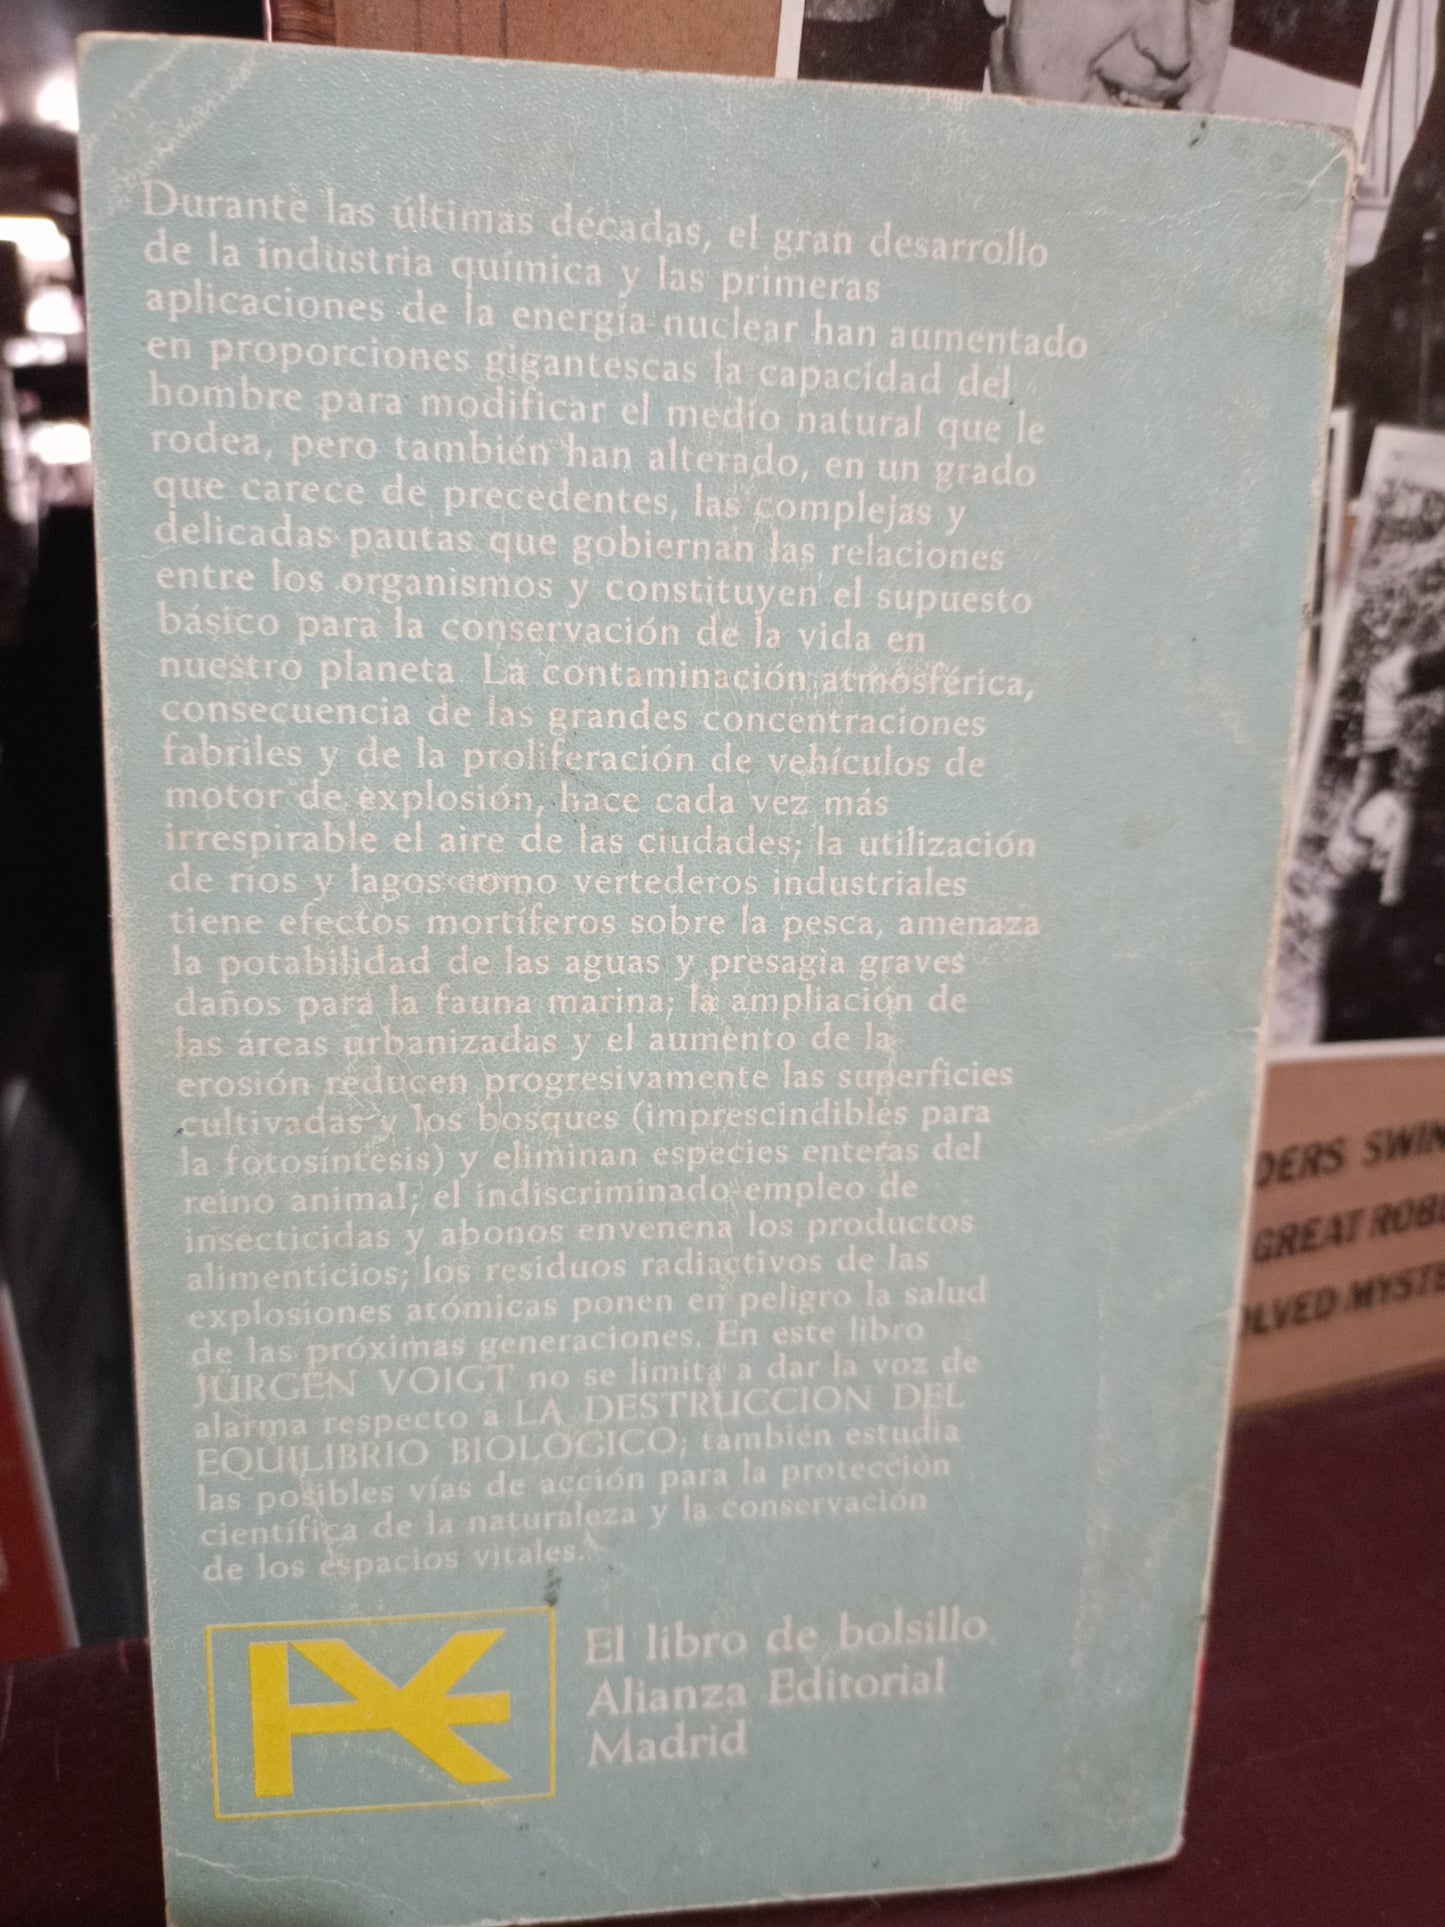 Durante las últimas décadas, el gran desarrollo
de la industria química y las primeras
aplicaciones de la energía nuclear han aumentado
en proporciones gigantescas la capacidad del
hombre para modificar el medio natural que le
rodea, pero también han alterado, en un grado
que carece de precedentes, las complejas y
delicadas pautas que gobiernan las relaciones
entre los organismos y constituyen el supuesto
básico para la conservación de la vida en
nuestro planeta. La contaminación atmosférica,
consecuencia de las grandes concentraciones
fabriles y de la proliferación de vehículos de
motor de explosión, hace cada vez más
irrespirable el aire de las ciudades; la utilización
de ríos y lagos como vertederos industriales
tiene efectos mortíferos sobre la pesca, amenaza
la potabilidad de las aguas y presagia graves
daños para la fauna marina; la ampliación de
las áreas urbanizadas y el aumento de la
erosión reducen progresivamente las superficies
cultivadas y los bosques (imprescindibles para
la fotosíntesis) y eliminan especies enteras del
reino animal; el indiscriminado empleo de
insecticidas y abonos envenena los productos
alimenticios; los residuos radiactivos de las
explosiones atómicas ponen en peligro la salud
de las próximas generaciones. En este libro
JÜRGEN VOIGT no se limita a dar la voz de
alarma respecto a LA DESTRUCCION DEL
EQUILIBRIO BIOLOGICO; también estudia
las posibles vías de acción para la protección
científica de la naturaleza y la conservación
de los espacios vitales.
El libro de bolsillo
Alianza Editorial
Madrid
DERS SWIN
GREAT ROB
OLVED MYSTE